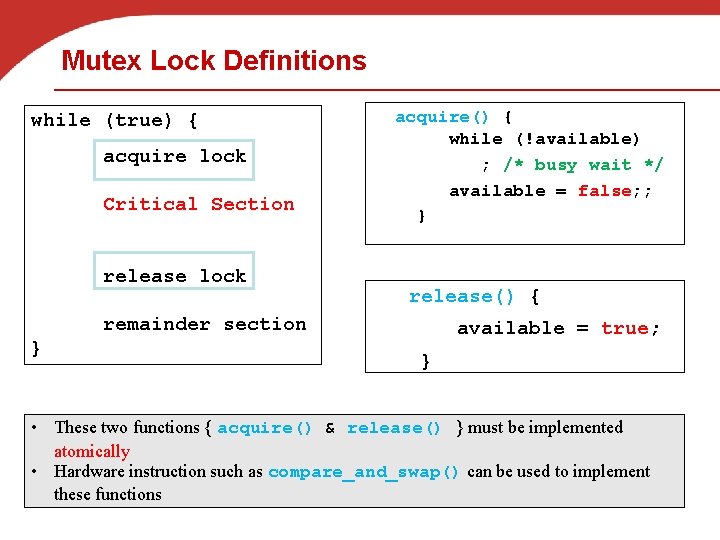 Mutex Lock Definitions
while (true) {
acquire lock
Critical Section
release lock
remainder section
}
acquire() {
while (!available)
; /* busy wait */
available = false;;
}
release() {
available = true;
}
• These two functions { acquire() & release() } must be implemented
atomically
• Hardware instruction such as compare_and_swap() can be used to implement
these functions